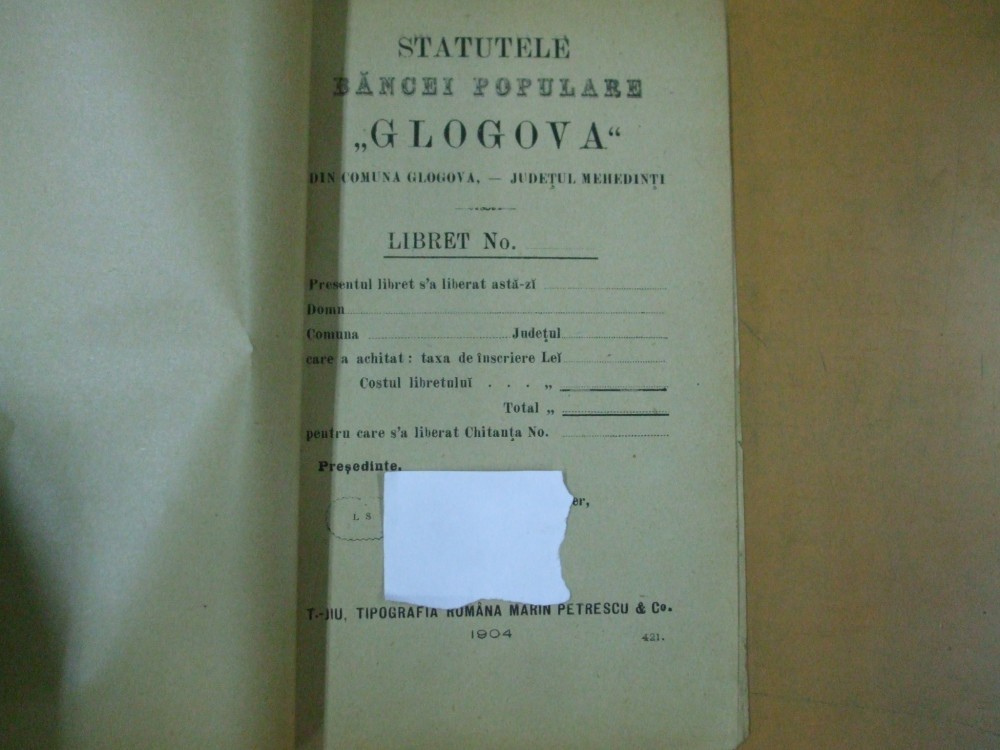 STATUTELE
BĂNCEI POPULARE
„GLOGOVA“
DIN COMUNA GLOGOVA, — JUDEȚUL MEHEDINȚI
LIBRET No.
Presentul libret s'a liberat astă-zĭ
Domn
Comuna Județul
care a achitat : taxa de înscriere Leĭ
Costul libretuluĭ . . . „
Total „
pentru care s'a liberat Chitanța No.
Președinte,
L. S
T.-JIU, TIPOGRAFIA ROMÂNA MARIN PETRESCU & Co.
1904 421.